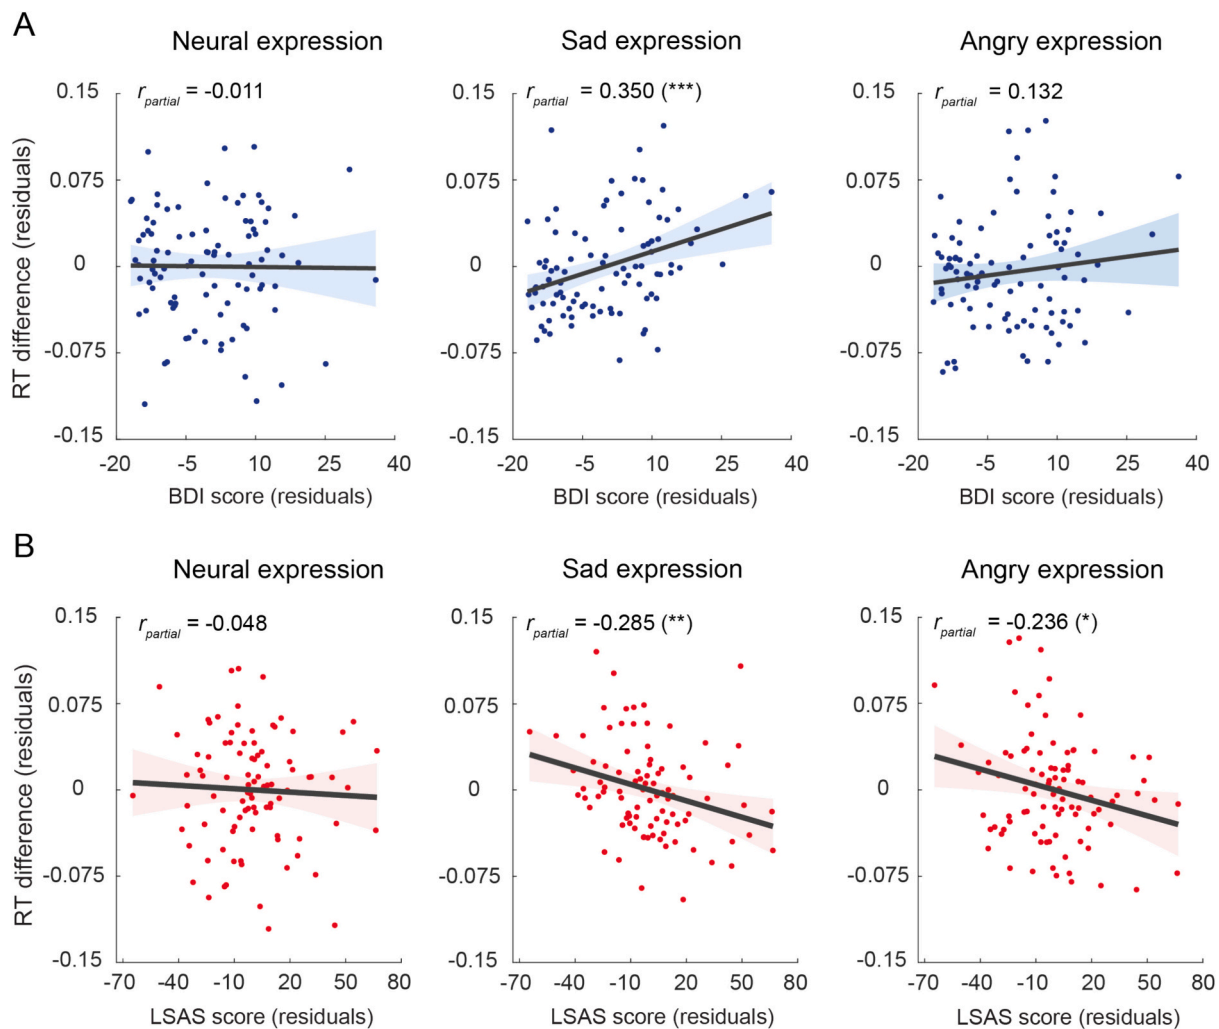 A
Neural expression
Sad expression
Angry expression
r partial = -0.011
r partial = 0.350 (***)
r partial = 0.132
RT difference (residuals)
0.15
0.075
0
-0.075
-0.15
0.15
0.075
0
-0.075
-0.15
0.15
0.075
0
-0.075
-0.15
-20 -5 10 25 40
-20 -5 10 25 40
-20 -5 10 25 40
BDI score (residuals)
BDI score (residuals)
BDI score (residuals)
B
Neural expression
Sad expression
Angry expression
r partial = -0.048
r partial = -0.285 (**)
r partial = -0.236 (*)
RT difference (residuals)
0.15
0.075
0
-0.075
-0.15
0.15
0.075
0
-0.075
-0.15
0.15
0.075
0
-0.075
-0.15
-70 -40 -10 20 50 80
-70 -40 -10 20 50 80
-70 -40 -10 20 50 80
LSAS score (residuals)
LSAS score (residuals)
LSAS score (residuals)